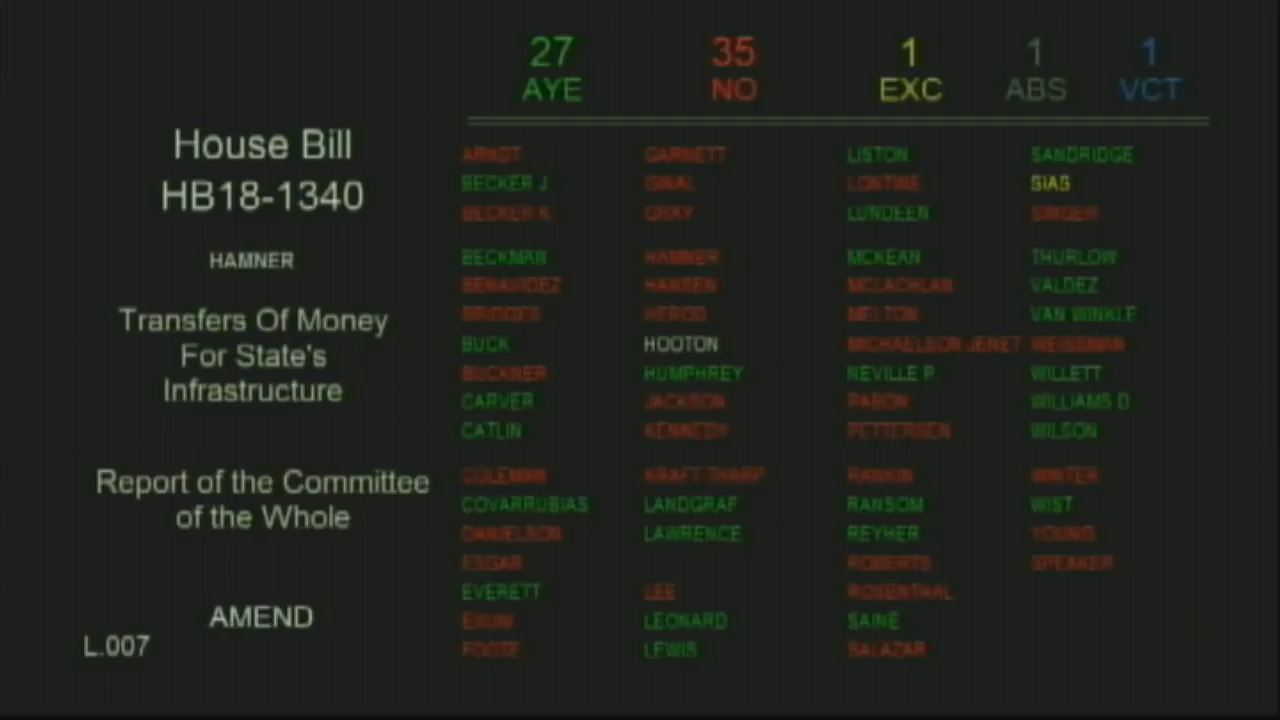 27 35 1 1 1
AYE NO EXC ABS VCT
House Bill
HB18-1340
HAMNER
Transfers Of Money
For State's
Infrastructure
Report of the Committee
of the Whole
AMEND
L.007
ARNDT GARNETT LISTON SANDRIDGE
BECKER J. GINAL LONTINE SIAS
BECKER K. GRAY LUNDEEN SINGER
BECKMAN HAMNER MCKEAN THURLOW
BENAVIDEZ HANSEN MCLACHLAN VALDEZ
BRIDGES HEROD MELTON VAN WINKLE
BUCK HOOTON MICHAELSON JENET WEISSMAN
BUCKNER HUMPHREY NEVILLE P. WILLETT
CARVER JACKSON PABON WILLIAMS D.
CATLIN KENNEDY PETTERSEN WILSON
COLEMAN KRAFT-THARP RANKIN WINTER
COVARRUBIAS LANDGRAF RANSOM WIST
DANIELSON LAWRENCE REYHER YOUNG
ESGAR ROBERTS SPEAKER
EVERETT LEE ROSENTHAL
EXUM LEONARD SAINE
FOOTE LEWIS SALAZAR